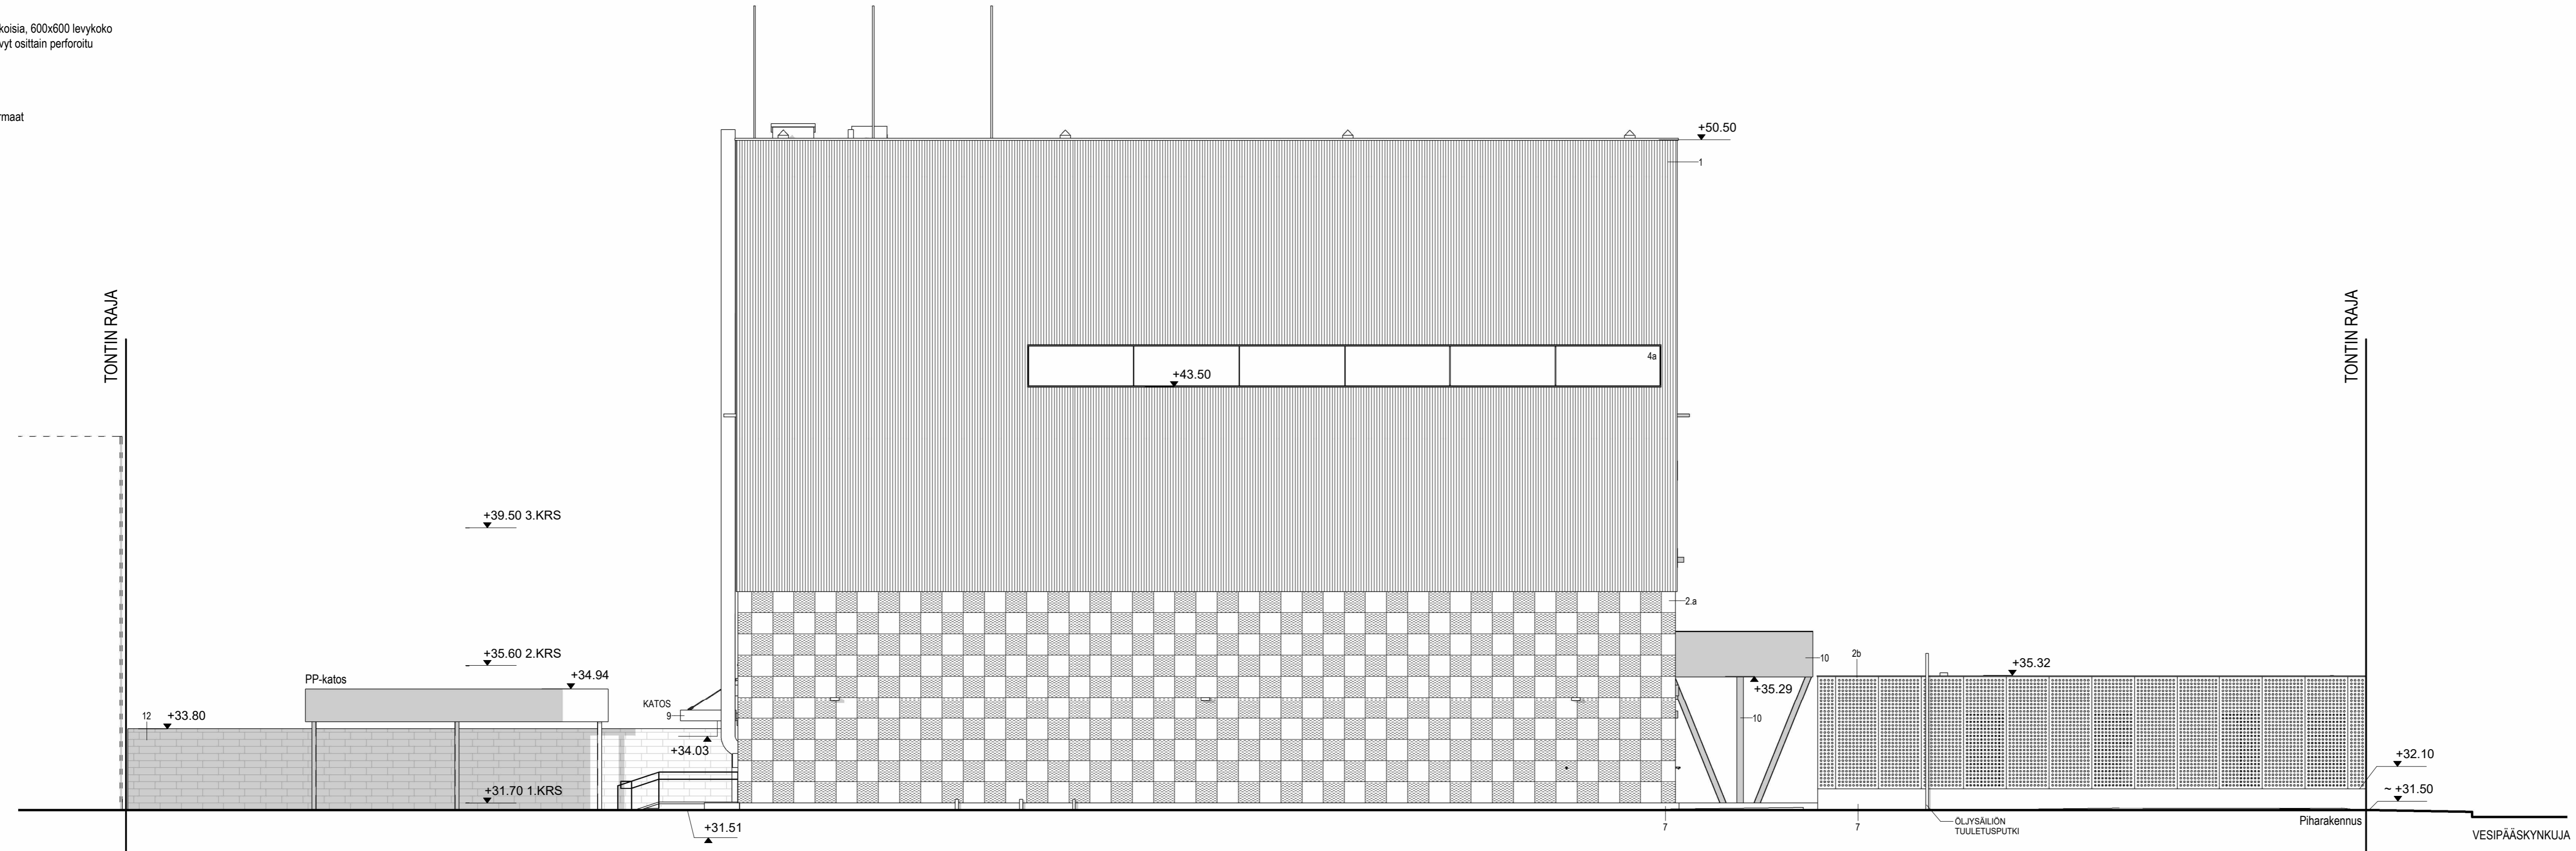 koisia, 600x600 levykoko
vyt osittain perforoitu
rmaat
+50.50
1
TONTIN RAJA
TONTIN RAJA
4a
+43.50
+39.50 3.KRS
2.a
+35.60 2.KRS
+34.94
PP-katos
KATOS
9
12
+33.80
+34.03
+31.70 1.KRS
+31.51
10
2b
+35.32
+35.29
10
+32.10
~ +31.50
7
7
ÖLJYSÄILIÖN
TUULETUSPUTKI
Piharakennus
VESIPÄÄSKYNKUJA